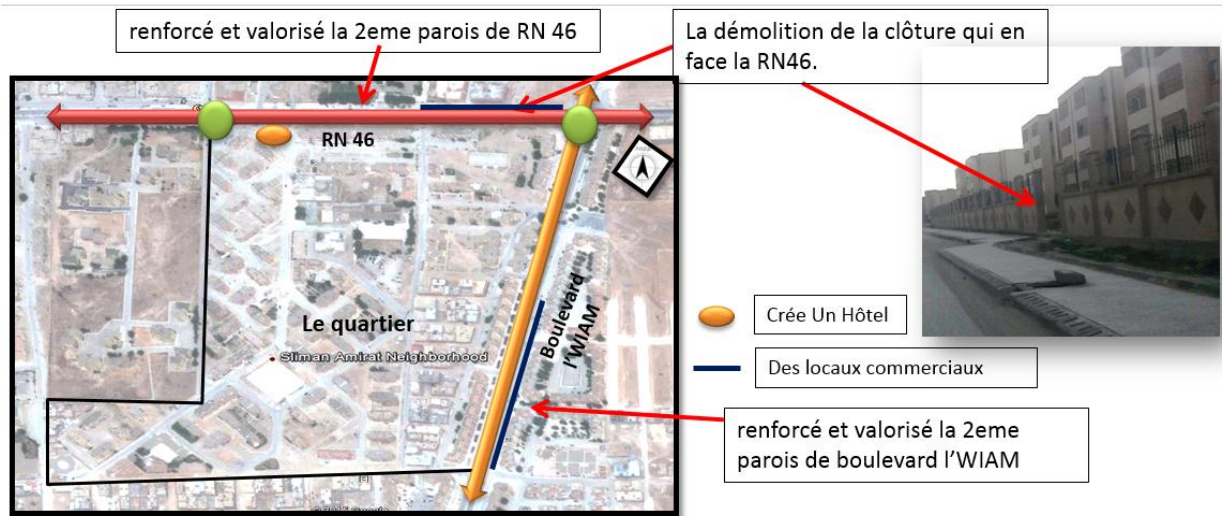 renforcé et valorisé la 2eme parois de RN 46
La démolition de la clôture qui en
face la RN46.
RN 46
Le quartier
Sliman Amirat Neighborhood
Boulevard
l’WIAM
Crée Un Hôtel
Des locaux commerciaux
renforcé et valorisé la 2eme
parois de boulevard l’WIAM